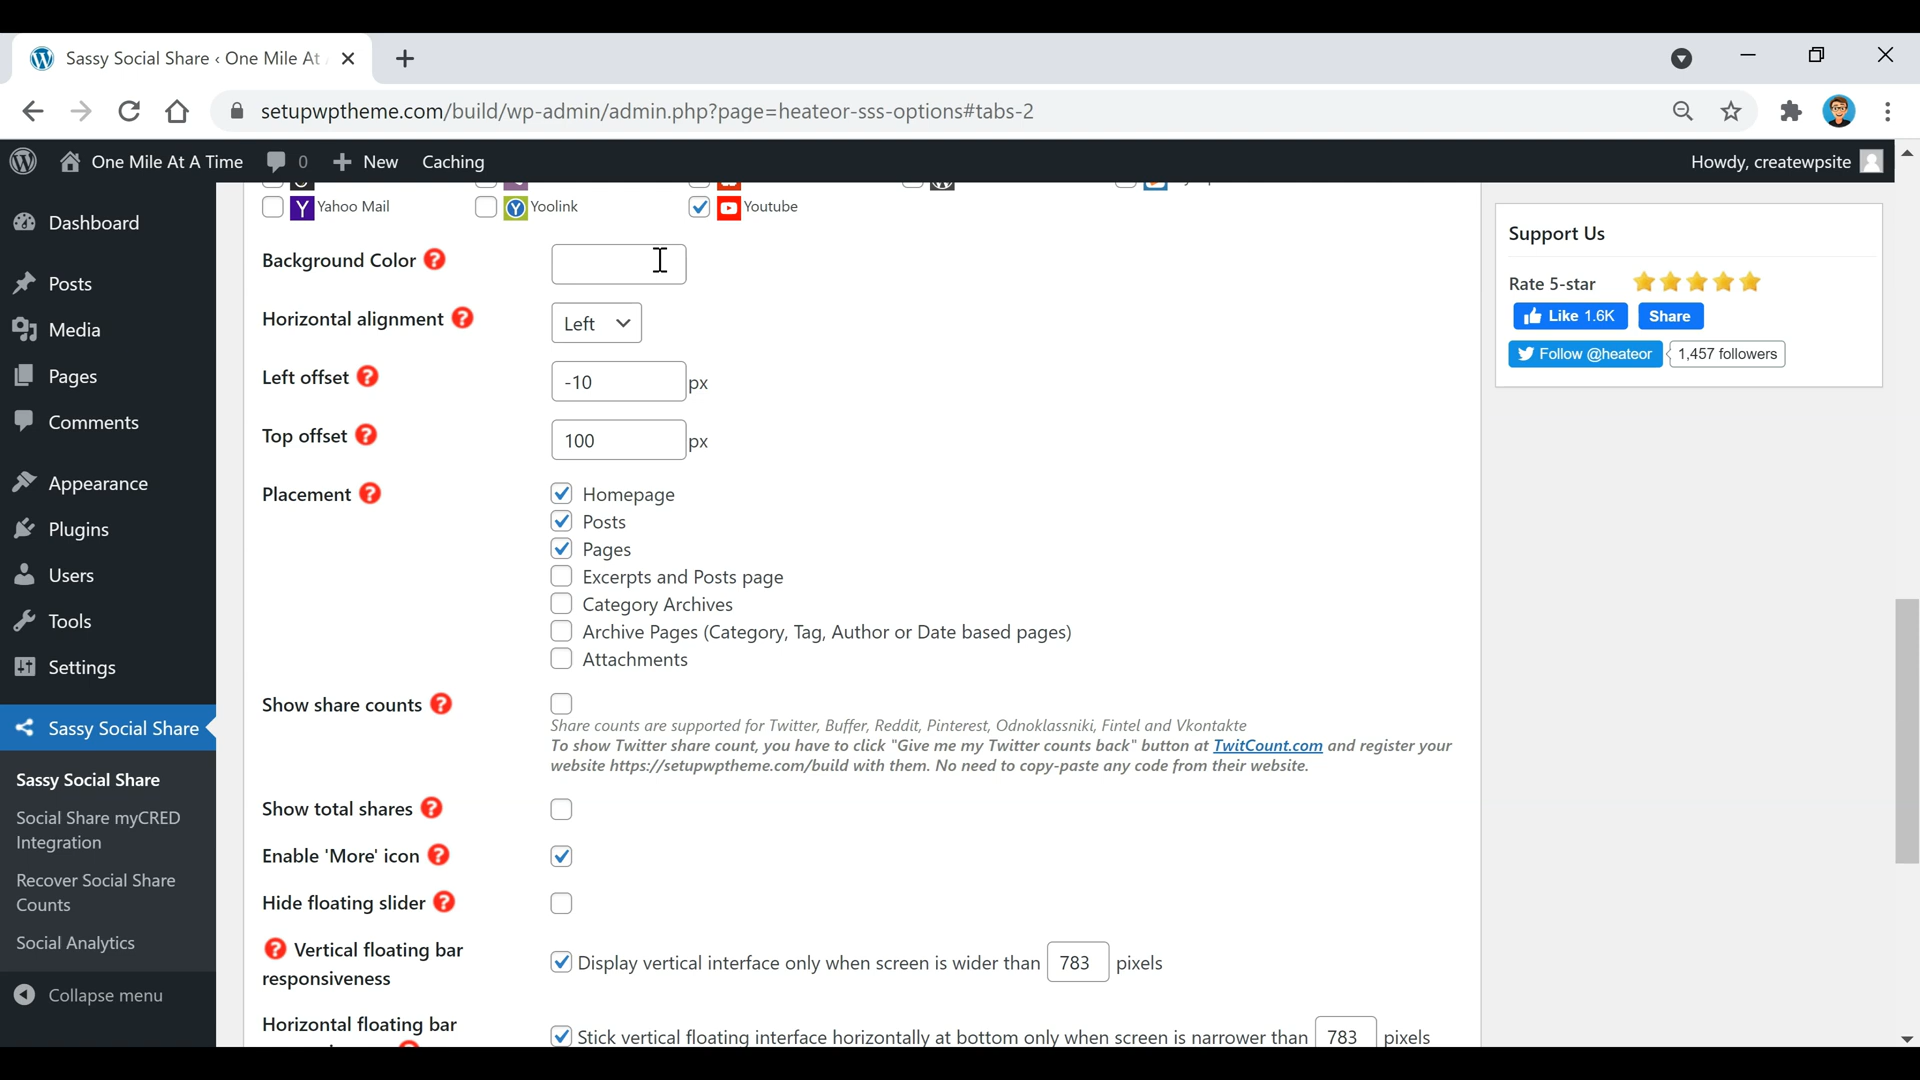 Sassy Social Share ‹ One Mile At
setupwptheme.com/build/wp-admin/admin.php?page=heateor-sss-options#tabs-2
One Mile At A Time 0 New Caching Howdy, createwpsite
Dashboard
Posts
Media
Pages
Comments
Appearance
Plugins
Users
Tools
Settings
Sassy Social Share
Sassy Social Share
Social Share myCRED
Integration
Recover Social Share
Counts
Social Analytics
Collapse menu
Yahoo Mail Yoolink Youtube
Background Color ?
Horizontal alignment ? Left
Left offset ? -10 px
Top offset ? 100 px
Placement ? Homepage
Posts
Pages
Excerpts and Posts page
Category Archives
Archive Pages (Category, Tag, Author or Date based pages)
Attachments
Show share counts ?
Share counts are supported for Twitter, Buffer, Reddit, Pinterest, Odnoklassniki, Fintel and Vkontakte
To show Twitter share count, you have to click "Give me my Twitter counts back" button at TwitCount.com and register your
website https://setupwptheme.com/build with them. No need to copy-paste any code from their website.
Show total shares ?
Enable 'More' icon ?
Hide floating slider ?
? Vertical floating bar
responsiveness
Display vertical interface only when screen is wider than 783 pixels
Horizontal floating bar
Stick vertical floating interface horizontally at bottom only when screen is narrower than 783 pixels
Support Us
Rate 5-star
Like 1.6K Share
Follow @heateor 1,457 followers